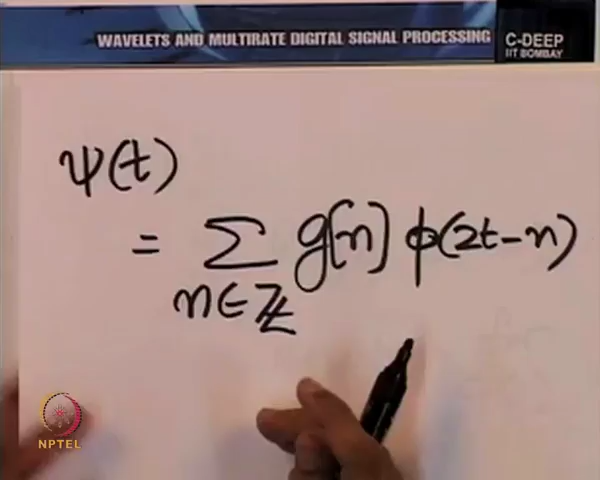 WAVELETS AND MULTIRATE DIGITAL SIGNAL PROCESSING
C-DEEP
IIT BOMBAY
ψ(t)
= Σ g[n] φ(2t-n)
n∈ℤ
NPTEL